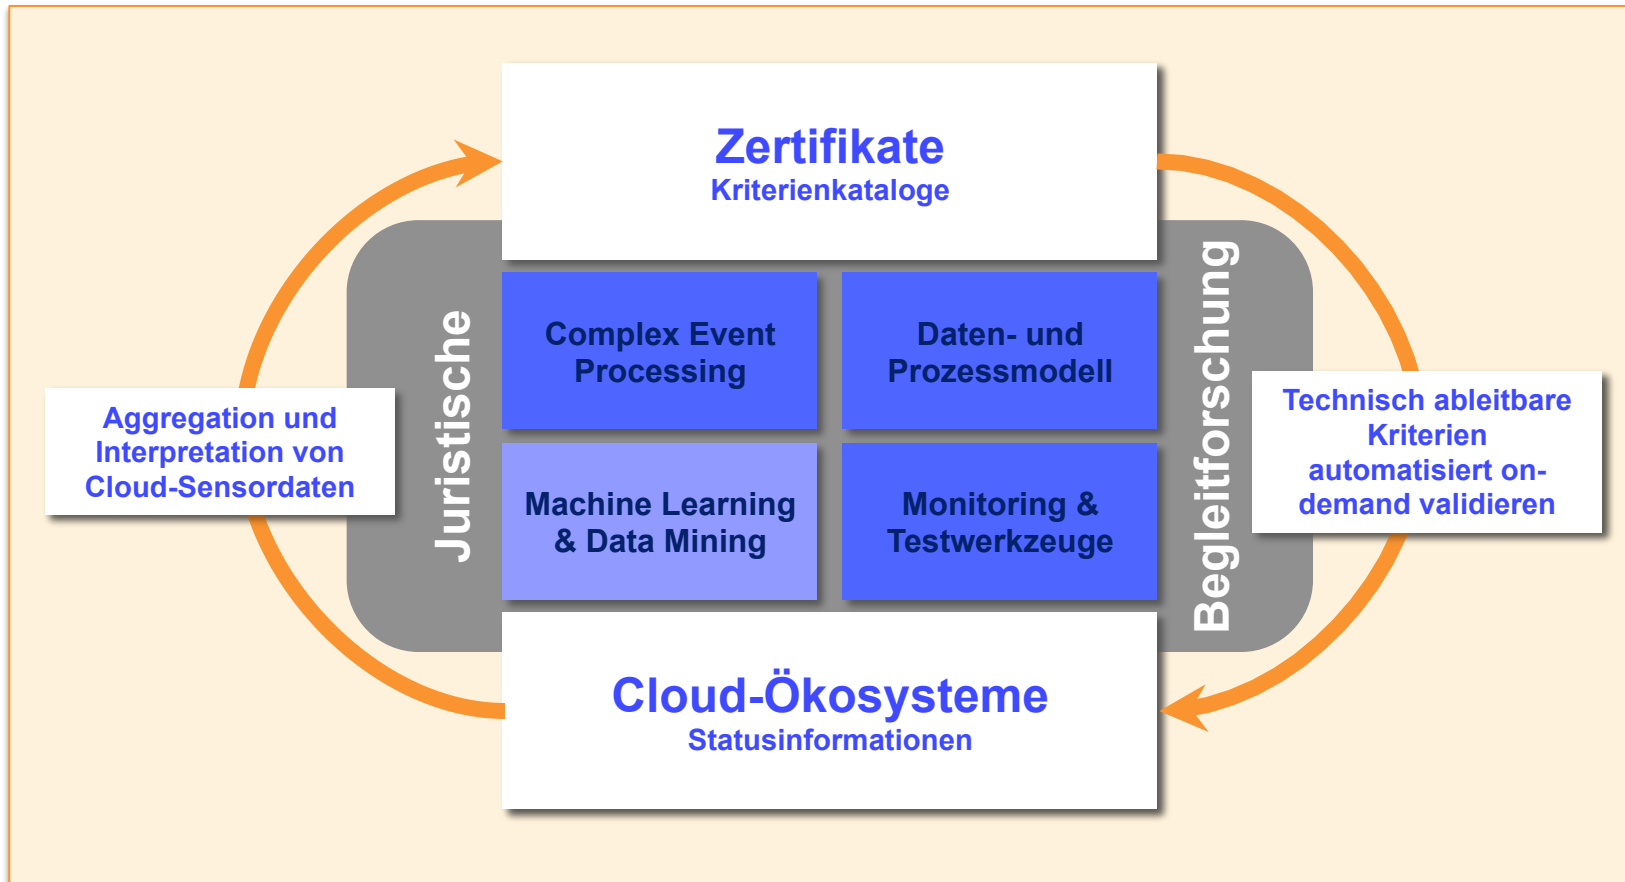 Zertifikate
Kriterienkataloge
Juristische
Complex Event
Processing
Daten- und
Prozessmodell
Begleitforschung
Aggregation und
Interpretation von
Cloud-Sensordaten
Technisch ableitbare
Kriterien
automatisiert on-
demand validieren
Machine Learning
& Data Mining
Monitoring &
Testwerkzeuge
Cloud-Ökosysteme
Statusinformationen